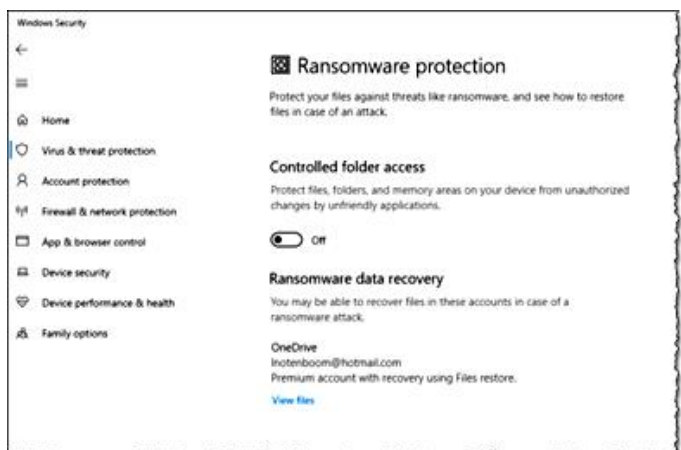 Windows Security
Ransomware protection
Protect your files against threats like ransomware, and see how to restore
files in case of an attack.
Home
Virus & threat protection
Account protection
Firewall & network protection
App & browser control
Device security
Device performance & health
Family options
Controlled folder access
Protect files, folders, and memory areas on your device from unauthorized
changes by unfriendly applications.
Off
Ransomware data recovery
You may be able to recover files in these accounts in case of a
ransomware attack.
OneDrive
lnotenboom@hotmail.com
Premium account with recovery using Files restore.
View files